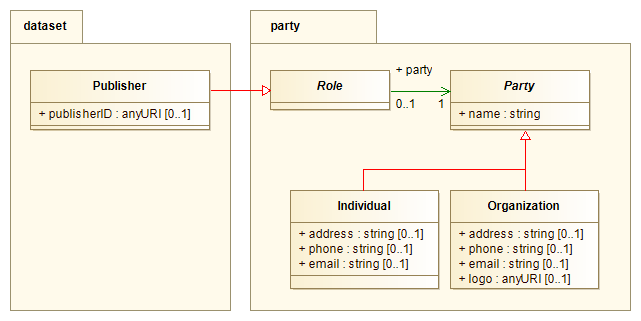 dataset
party
Publisher
+ publisherID : anyURI [0..1]
Role
+ party
0..1
1
Party
+ name : string
Individual
+ address : string [0..1]
+ phone : string [0..1]
+ email : string [0..1]
Organization
+ address : string [0..1]
+ phone : string [0..1]
+ email : string [0..1]
+ logo : anyURI [0..1]